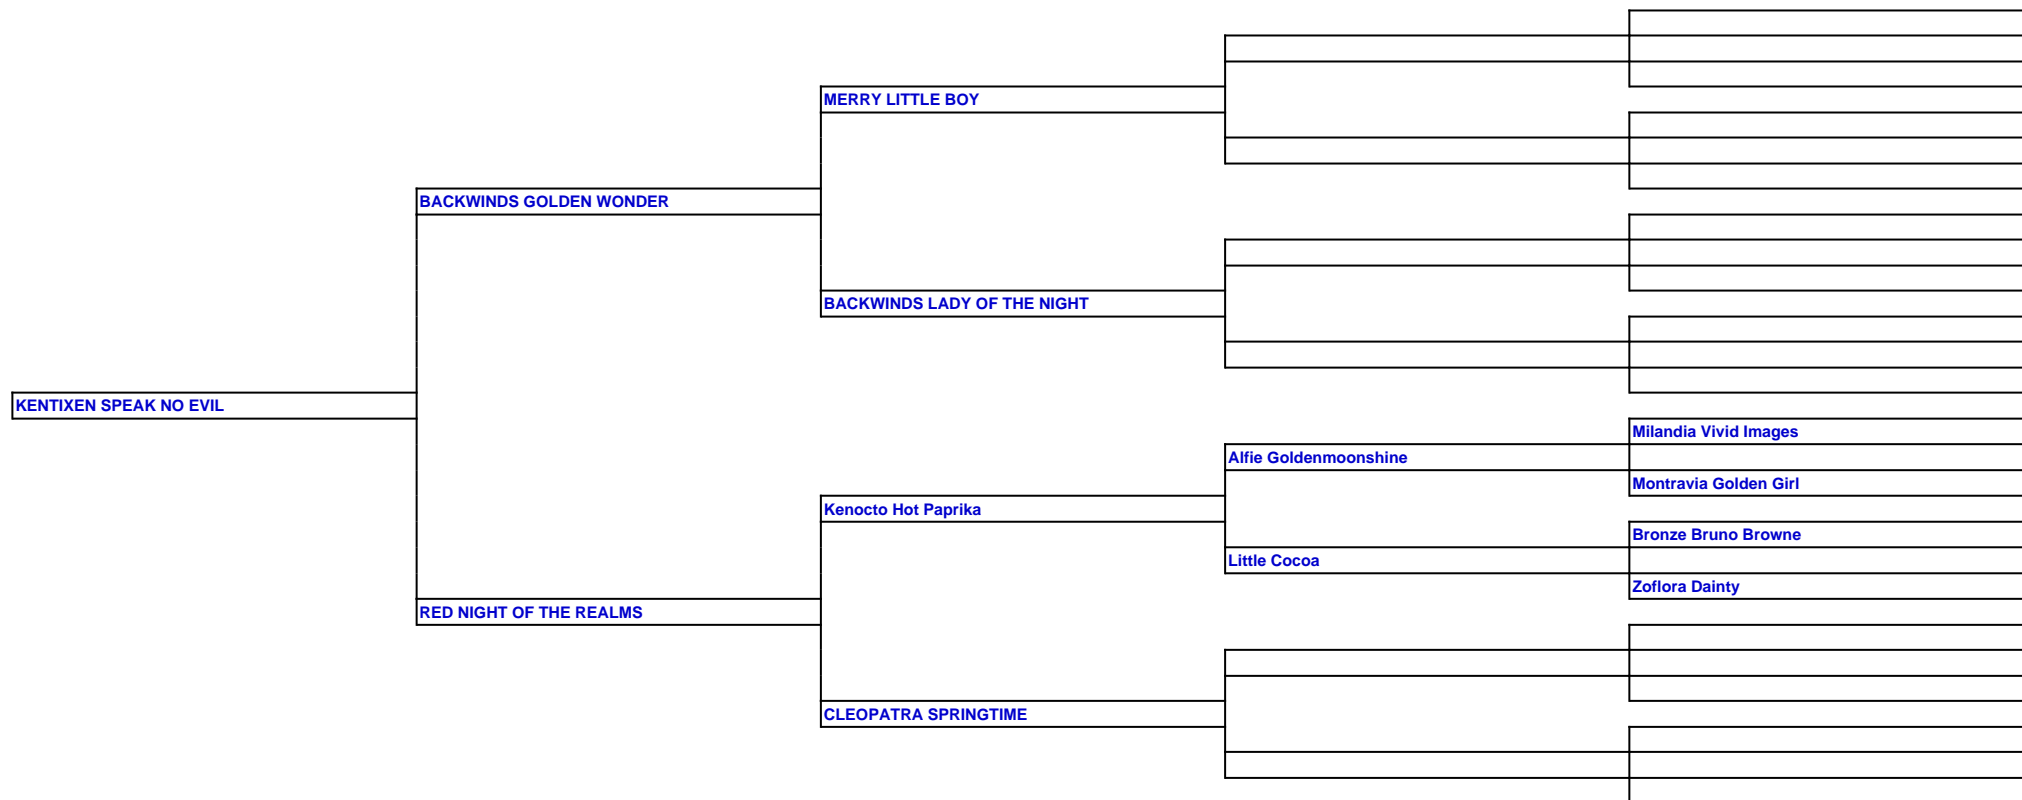 MERRY LITTLE BOY
BACKWINDS GOLDEN WONDER
BACKWINDS LADY OF THE NIGHT
KENTIXEN SPEAK NO EVIL
Milandia Vivid Images
Alfie Goldenmoonshine
Montravia Golden Girl
Kenocto Hot Paprika
Bronze Bruno Browne
Little Cocoa
Zoflora Dainty
RED NIGHT OF THE REALMS
CLEOPATRA SPRINGTIME